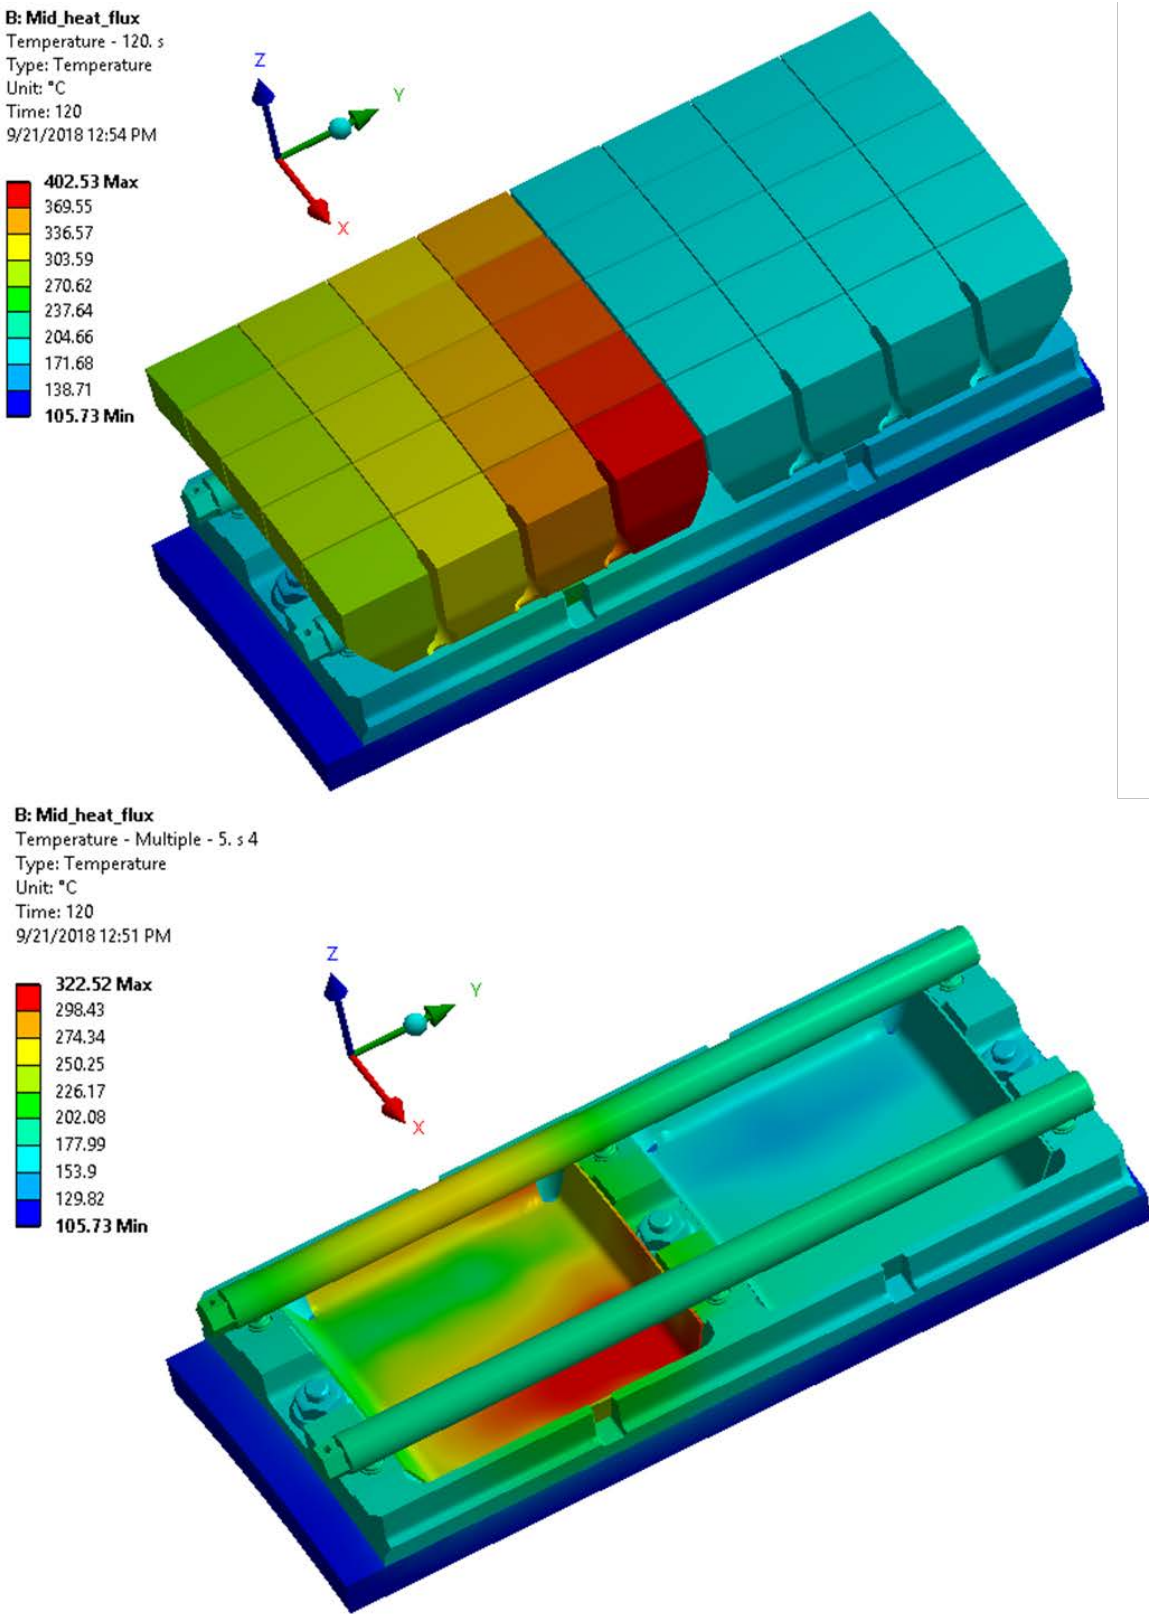 B: Mid_heat_flux
Temperature - 120. s
Type: Temperature
Unit: °C
Time: 120
9/21/2018 12:54 PM
Z
Y
X
402.53 Max
369.55
336.57
303.59
270.62
237.64
204.66
171.68
138.71
105.73 Min
B: Mid_heat_flux
Temperature - Multiple - 5. s 4
Type: Temperature
Unit: °C
Time: 120
9/21/2018 12:51 PM
Z
Y
X
322.52 Max
298.43
274.34
250.25
226.17
202.08
177.99
153.9
129.82
105.73 Min